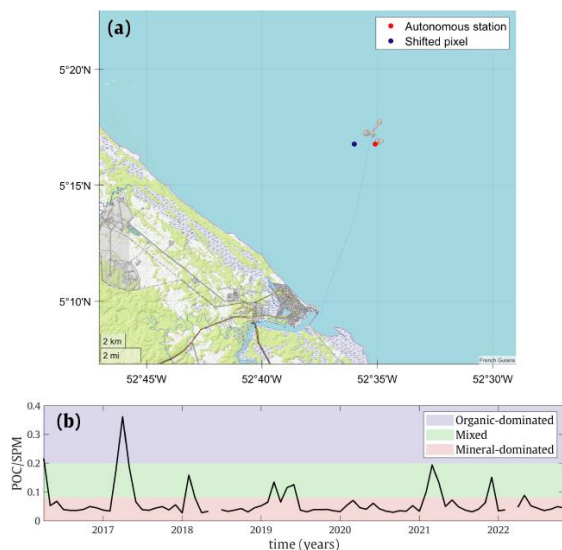 (a)
Autonomous station
Shifted pixel
5°20'N
5°15'N
5°10'N
2 km
2 mi
French Guiana
52°45'W
52°40'W
52°35'W
52°30'W
(b)
POC/SPM
0.4
0.3
0.2
0.1
0
Organic-dominated
Mixed
Mineral-dominated
2017
2018
2019
2020
2021
2022
time (years)